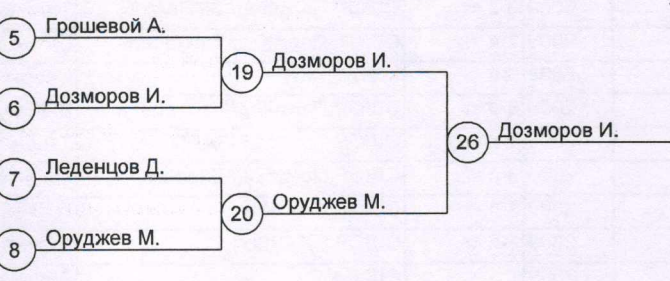 5 Грошевой А.
19 Дозморов И.
6 Дозморов И.
26 Дозморов И.
7 Леденцов Д.
20 Оруджев М.
8 Оруджев М.